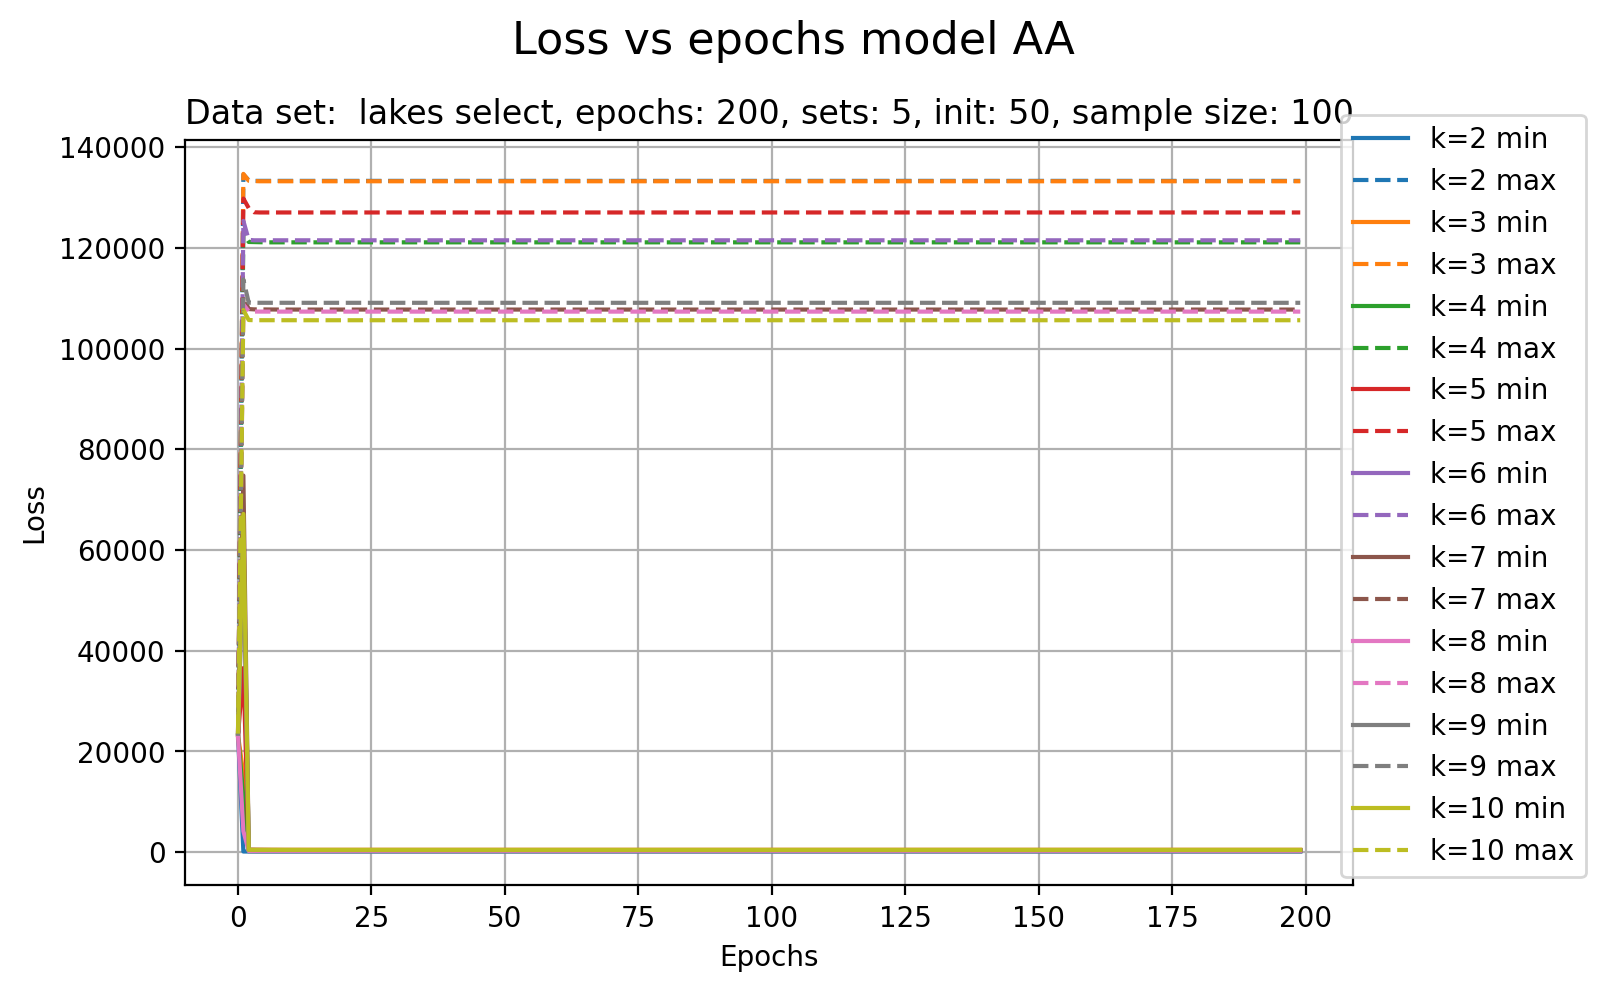 Loss vs epochs model AA
Data set:  lakes select, epochs: 200, sets: 5, init: 50, sample size: 100
140000
120000
100000
80000
60000
40000
20000
0
Loss
0 25 50 75 100 125 150 175 200
Epochs
k=2 min
k=2 max
k=3 min
k=3 max
k=4 min
k=4 max
k=5 min
k=5 max
k=6 min
k=6 max
k=7 min
k=7 max
k=8 min
k=8 max
k=9 min
k=9 max
k=10 min
k=10 max